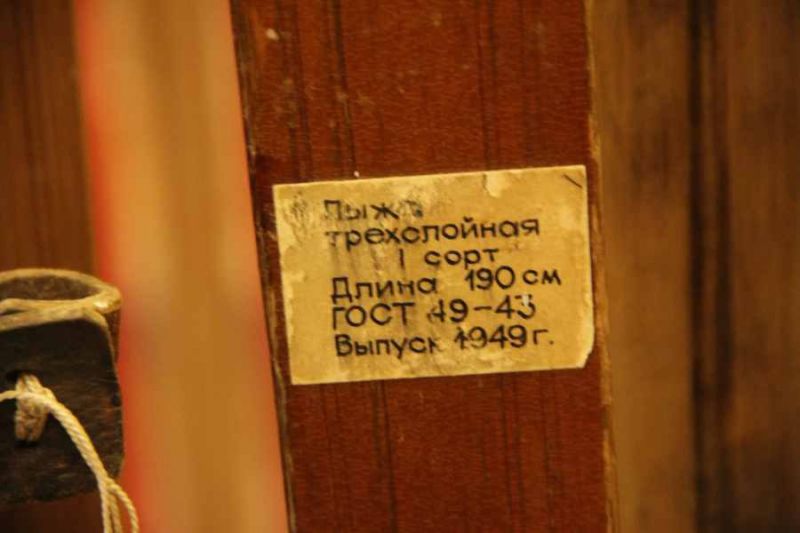 Лыжа
трехслойная
I сорт
Длина 190 см
ГОСТ 49-43
Выпуск 1949 г.